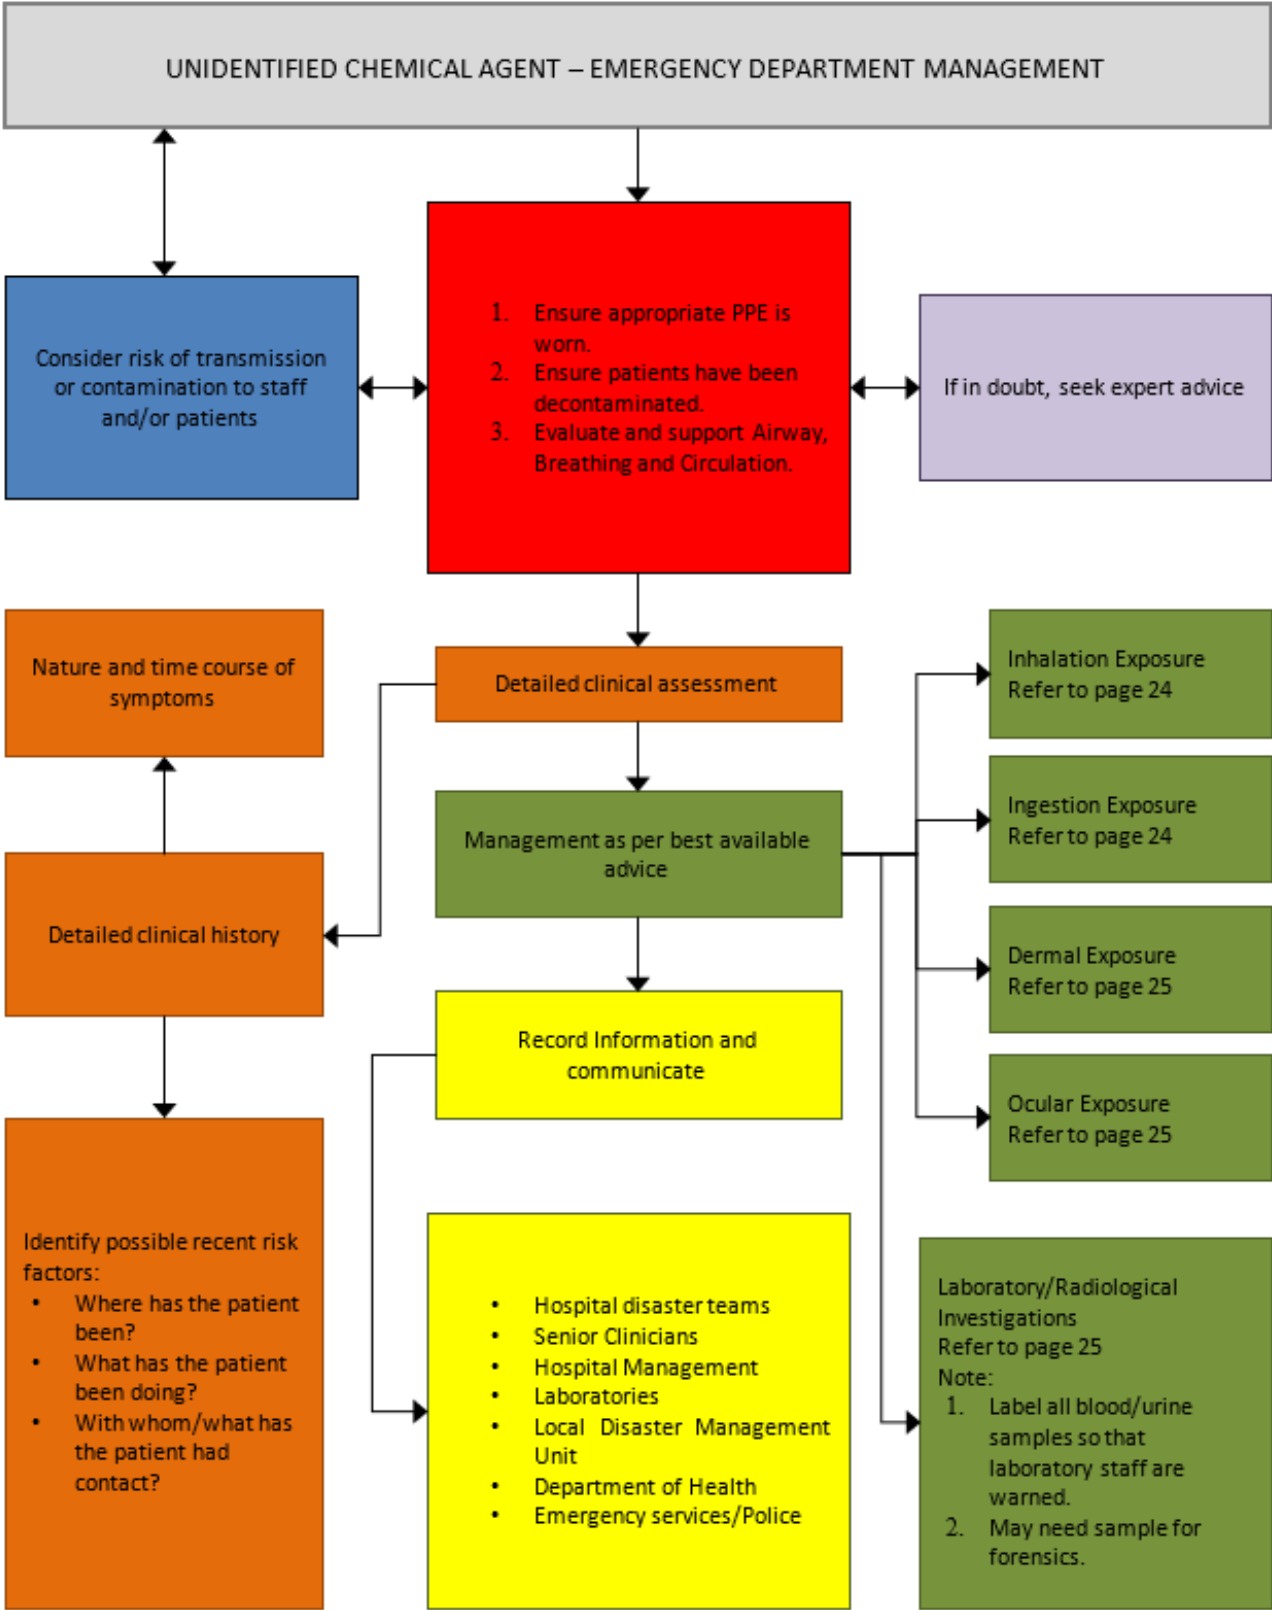 UNIDENTIFIED CHEMICAL AGENT – EMERGENCY DEPARTMENT MANAGEMENT
Consider risk of transmission
or contamination to staff
and/or patients
1. Ensure appropriate PPE is
worn.
2. Ensure patients have been
decontaminated.
3. Evaluate and support Airway,
Breathing and Circulation.
If in doubt, seek expert advice
Nature and time course of
symptoms
Detailed clinical assessment
Inhalation Exposure
Refer to page 24
Management as per best available
advice
Ingestion Exposure
Refer to page 24
Detailed clinical history
Dermal Exposure
Refer to page 25
Record Information and
communicate
Ocular Exposure
Refer to page 25
Identify possible recent risk
factors:
• Where has the patient
been?
• What has the patient
been doing?
• With whom/what has
the patient had
contact?
• Hospital disaster teams
• Senior Clinicians
• Hospital Management
• Laboratories
• Local Disaster Management
Unit
• Department of Health
• Emergency services/Police
Laboratory/Radiological
Investigations
Refer to page 25
Note:
1. Label all blood/urine
samples so that
laboratory staff are
warned.
2. May need sample for
forensics.